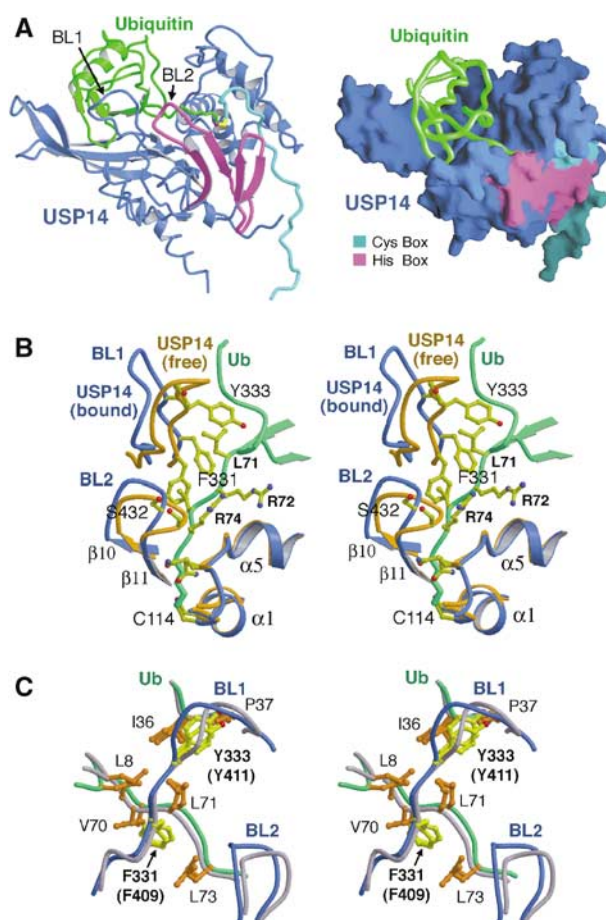 A
Ubiquitin
BL1
BL2
USP14
Ubiquitin
USP14
Cys Box
His Box
B
BL1
USP14 (free)
Ub
USP14 (bound)
Y333
BL2
L71
F331
R72
S432
R74
β10
α5
β11
C114
α1
BL1
USP14 (free)
Ub
USP14 (bound)
Y333
BL2
L71
F331
R72
S432
R74
β10
α5
β11
C114
α1
C
Ub
BL1
P37
I36
Y333 (Y411)
L8
L71
V70
BL2
F331 (F409)
L73
Ub
BL1
P37
I36
Y333 (Y411)
L8
L71
V70
BL2
F331 (F409)
L73